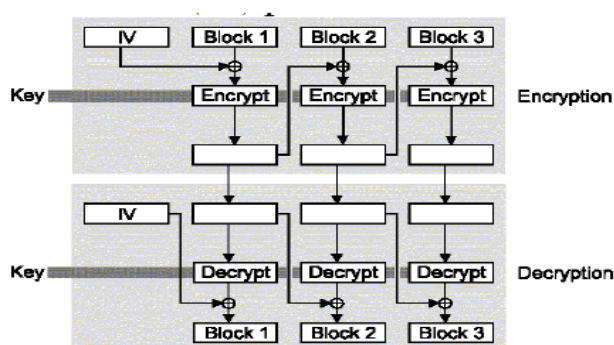 IV Block 1 Block 2 Block 3
Key Encrypt Encrypt Encrypt Encryption
IV
Key Decrypt Decrypt Decrypt Decryption
Block 1 Block 2 Block 3